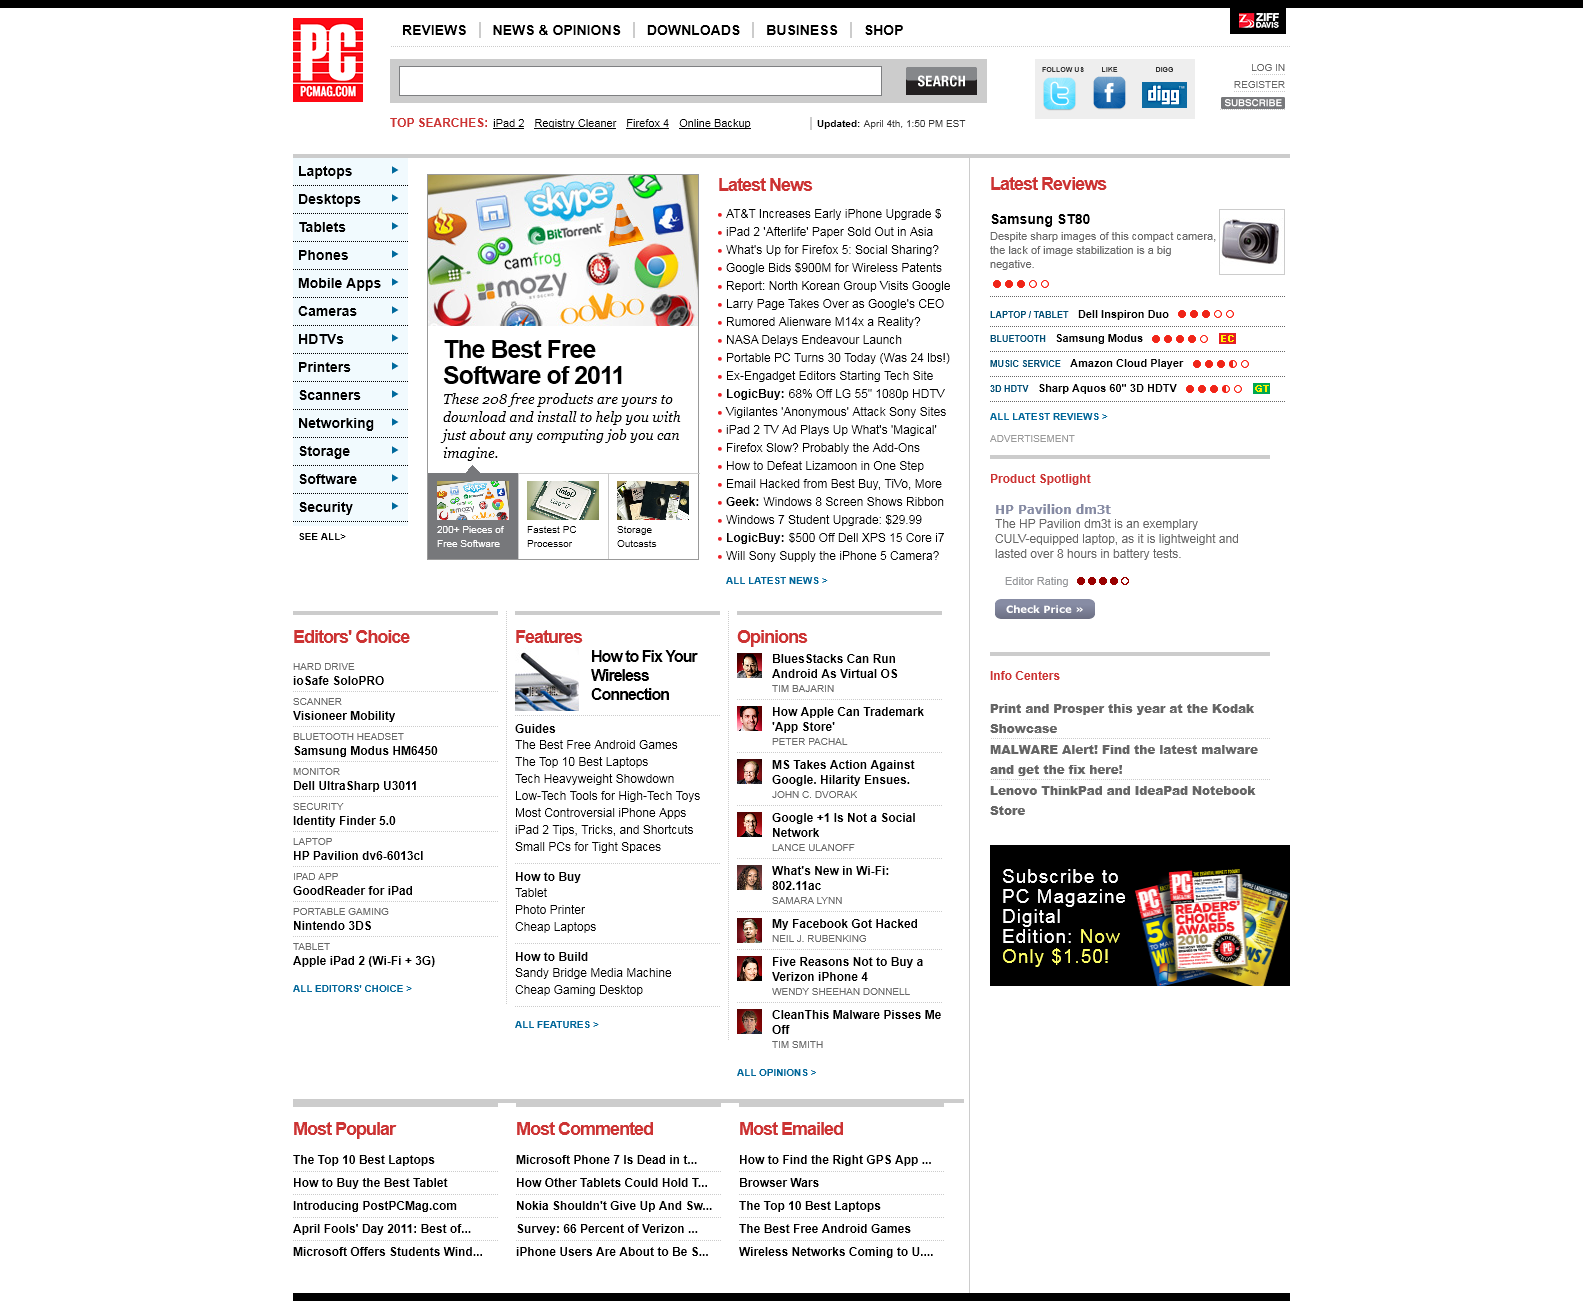 PC
PCMAG.COM
REVIEWS
NEWS & OPINIONS
DOWNLOADS
BUSINESS
SHOP
ZIFF
DAVIS
SEARCH
FOLLOW US
LIKE
DIGG
digg
LOG IN
REGISTER
SUBSCRIBE
TOP SEARCHES: iPad 2 Registry Cleaner Firefox 4 Online Backup
Updated: April 4th, 1:50 PM EST
Laptops
Desktops
Tablets
Phones
Mobile Apps
Cameras
HDTVs
Printers
Scanners
Networking
Storage
Software
Security
SEE ALL>
skype
BitTorrent
camfrog
mozy
ooVoo
The Best Free
Software of 2011
These 208 free products are yours to
download and install to help you with
just about any computing job you can
imagine.
200+ Pieces of
Free Software
Fastest PC
Processor
Storage
Outcasts
Latest News
AT&T Increases Early iPhone Upgrade $
iPad 2 'Afterlife' Paper Sold Out in Asia
What's Up for Firefox 5: Social Sharing?
Google Bids $900M for Wireless Patents
Report: North Korean Group Visits Google
Larry Page Takes Over as Google's CEO
Rumored Alienware M14x a Reality?
NASA Delays Endeavour Launch
Portable PC Turns 30 Today (Was 24 lbs!)
Ex-Engadget Editors Starting Tech Site
LogicBuy: 68% Off LG 55" 1080p HDTV
Vigilantes 'Anonymous' Attack Sony Sites
iPad 2 TV Ad Plays Up What's 'Magical'
Firefox Slow? Probably the Add-Ons
How to Defeat Lizamoon in One Step
Email Hacked from Best Buy, TiVo, More
Geek: Windows 8 Screen Shows Ribbon
Windows 7 Student Upgrade: $29.99
LogicBuy: $500 Off Dell XPS 15 Core i7
Will Sony Supply the iPhone 5 Camera?
ALL LATEST NEWS >
Latest Reviews
Samsung ST80
Despite sharp images of this compact camera,
the lack of image stabilization is a big
negative.
LAPTOP / TABLET Dell Inspiron Duo
BLUETOOTH Samsung Modus EC
MUSIC SERVICE Amazon Cloud Player
3D HDTV Sharp Aquos 60" 3D HDTV GT
ALL LATEST REVIEWS >
ADVERTISEMENT
Product Spotlight
HP Pavilion dm3t
The HP Pavilion dm3t is an exemplary
CULV-equipped laptop, as it is lightweight and
lasted over 8 hours in battery tests.
Editor Rating
Check Price »
Info Centers
Print and Prosper this year at the Kodak
Showcase
MALWARE Alert! Find the latest malware
and get the fix here!
Lenovo ThinkPad and IdeaPad Notebook
Store
Subscribe to
PC Magazine
Digital
Edition: Now
Only $1.50!
READERS'
CHOICE
AWARDS
2010
Editors' Choice
HARD DRIVE
ioSafe SoloPRO
SCANNER
Visioneer Mobility
BLUETOOTH HEADSET
Samsung Modus HM6450
MONITOR
Dell UltraSharp U3011
SECURITY
Identity Finder 5.0
LAPTOP
HP Pavilion dv6-6013cl
IPAD APP
GoodReader for iPad
PORTABLE GAMING
Nintendo 3DS
TABLET
Apple iPad 2 (Wi-Fi + 3G)
ALL EDITORS' CHOICE >
Features
How to Fix Your
Wireless
Connection
Guides
The Best Free Android Games
The Top 10 Best Laptops
Tech Heavyweight Showdown
Low-Tech Tools for High-Tech Toys
Most Controversial iPhone Apps
iPad 2 Tips, Tricks, and Shortcuts
Small PCs for Tight Spaces
How to Buy
Tablet
Photo Printer
Cheap Laptops
How to Build
Sandy Bridge Media Machine
Cheap Gaming Desktop
ALL FEATURES >
Opinions
BluesStacks Can Run
Android As Virtual OS
TIM BAJARIN
How Apple Can Trademark
'App Store'
PETER PACHAL
MS Takes Action Against
Google. Hilarity Ensues.
JOHN C. DVORAK
Google +1 Is Not a Social
Network
LANCE ULANOFF
What's New in Wi-Fi:
802.11ac
SAMARA LYNN
My Facebook Got Hacked
NEIL J. RUBENKING
Five Reasons Not to Buy a
Verizon iPhone 4
WENDY SHEEHAN DONNELL
CleanThis Malware Pisses Me
Off
TIM SMITH
ALL OPINIONS >
Most Popular
The Top 10 Best Laptops
How to Buy the Best Tablet
Introducing PostPCMag.com
April Fools' Day 2011: Best of...
Microsoft Offers Students Wind...
Most Commented
Microsoft Phone 7 Is Dead in t...
How Other Tablets Could Hold T...
Nokia Shouldn't Give Up And Sw...
Survey: 66 Percent of Verizon ...
iPhone Users Are About to Be S...
Most Emailed
How to Find the Right GPS App ...
Browser Wars
The Top 10 Best Laptops
The Best Free Android Games
Wireless Networks Coming to U....